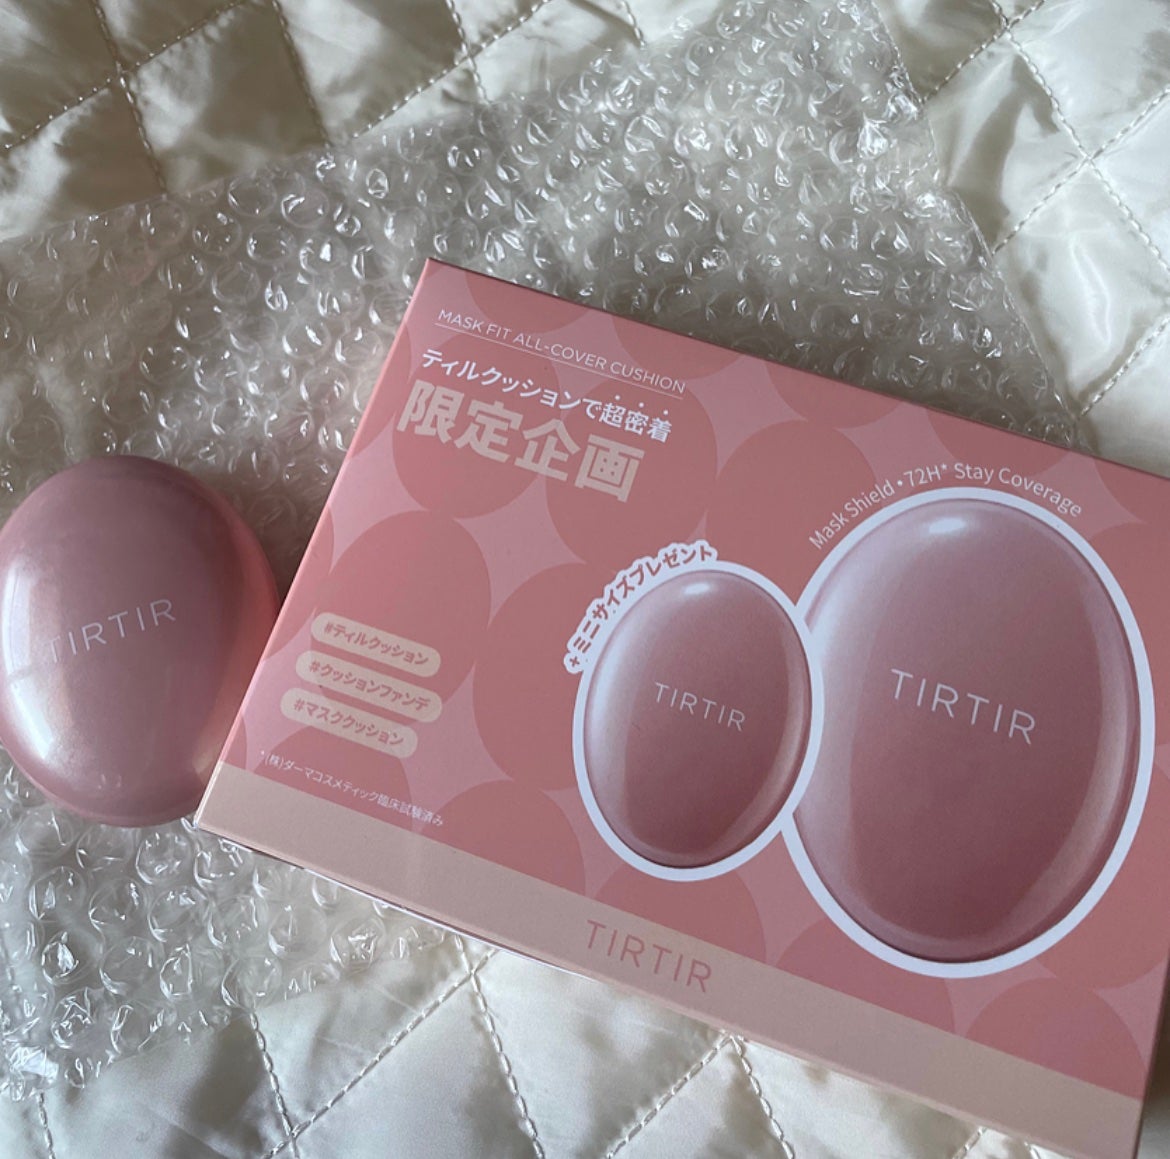 MASK FIT ALL-COVER CUSHION
ティルクッションで超密着
限定企画
Mask Shield • 72H* Stay Coverage
+ミニサイズプレゼント
TIRTIR
TIRTIR
TIRTIR
#ティルクッション
#クッションファンデ
#マスククッション
*(株)ダーマコスメティック臨床試験済み
TIRTIR